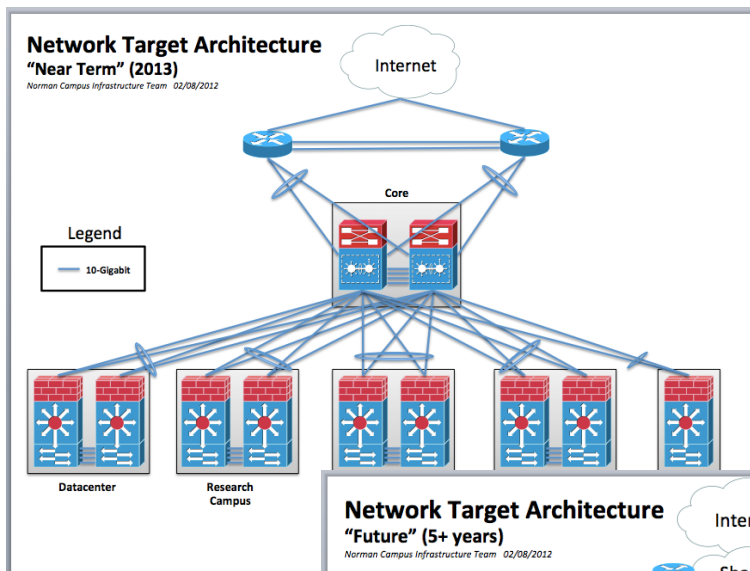 Network Target Architecture
“Near Term” (2013)
Norman Campus Infrastructure Team 02/08/2012
Internet
Core
Legend
10-Gigabit
Datacenter
Research
Campus
Network Target Architecture
“Future” (5+ years)
Norman Campus Infrastructure Team 02/08/2012